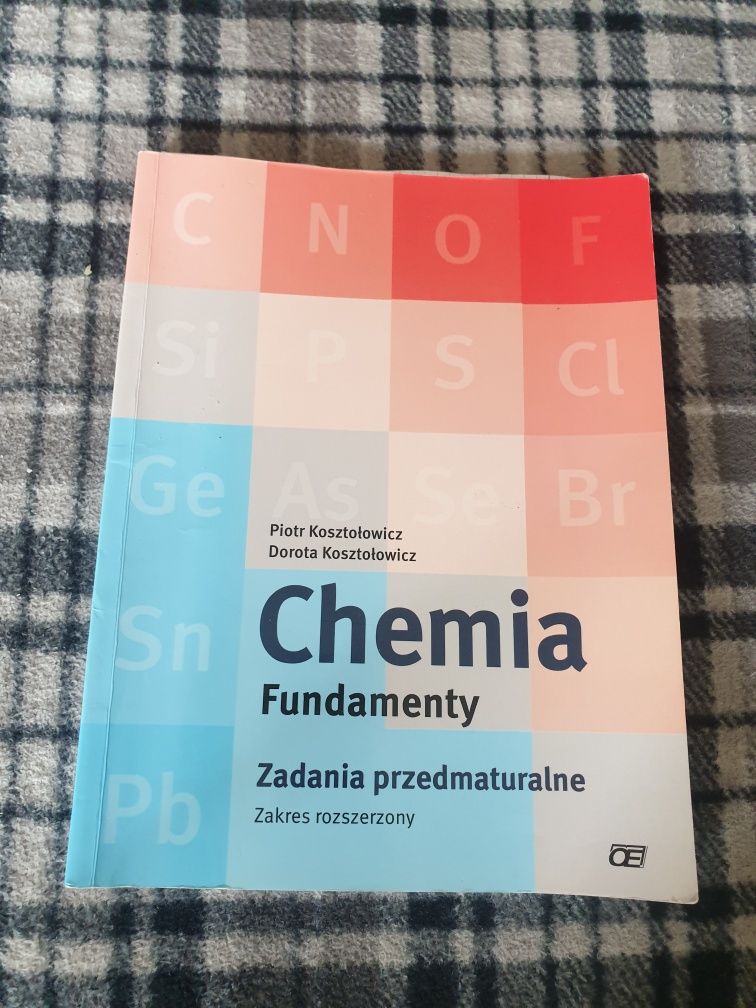 C N O F
Si P S Cl
Ge As Se Br
Piotr Kosztołowicz
Dorota Kosztołowicz
Sn
Chemia
Fundamenty
Pb
Zadania przedmaturalne
Zakres rozszerzony
OE